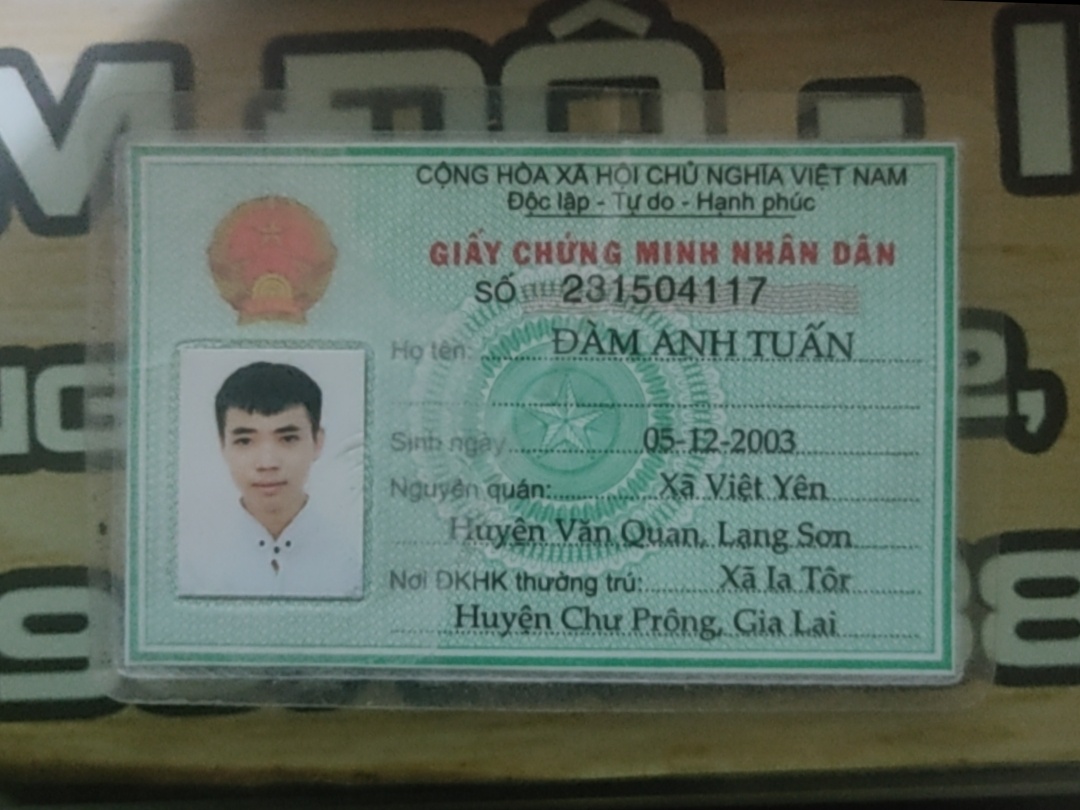 CỘNG HÒA XÃ HỘI CHỦ NGHĨA VIỆT NAM
Độc lập - Tự do - Hạnh phúc
GIẤY CHỨNG MINH NHÂN DÂN
SỐ 231504117
Họ tên: ĐÀM ANH TUẤN
Sinh ngày 05-12-2003
Nguyên quán: Xã Việt Yên
Huyện Văn Quan, Lạng Sơn
Nơi ĐKHK thường trú: Xã Ia Tôr
Huyện Chư Prông, Gia Lai